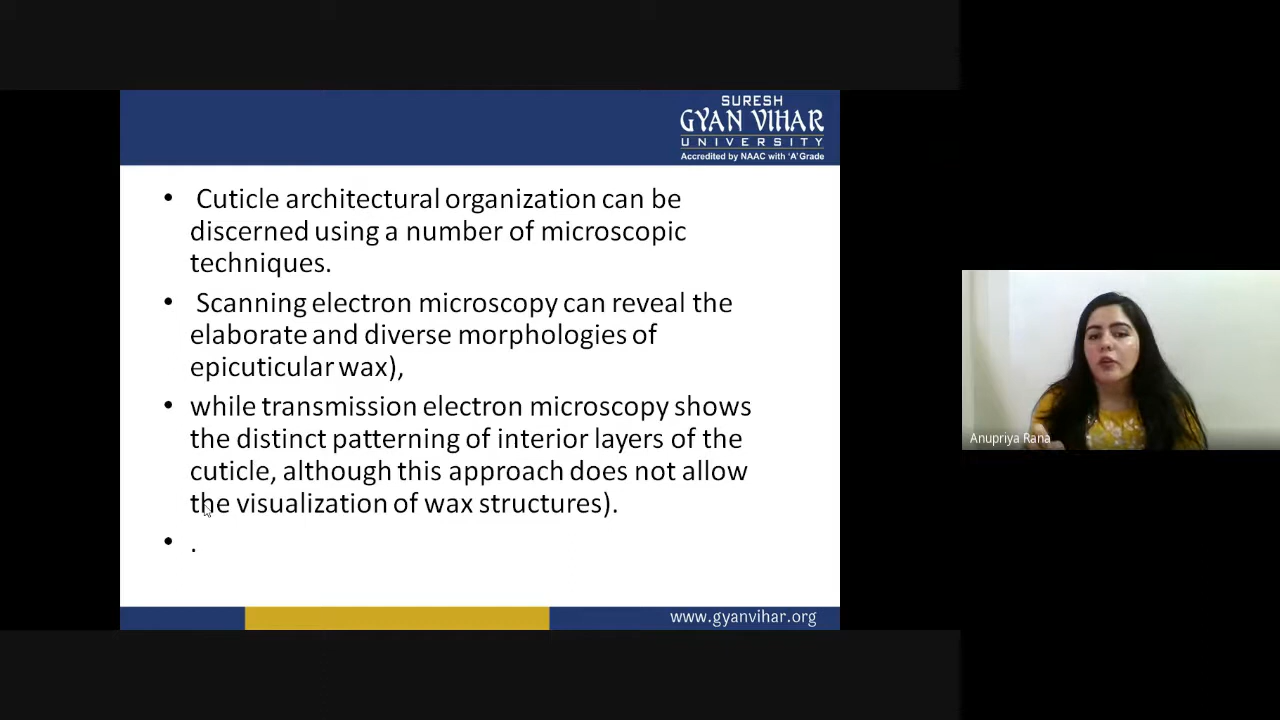 SURESH
GYAN VIHAR
UNIVERSITY
Accredited by NAAC with 'A' Grade
• Cuticle architectural organization can be
discerned using a number of microscopic
techniques.
• Scanning electron microscopy can reveal the
elaborate and diverse morphologies of
epicuticular wax),
• while transmission electron microscopy shows
the distinct patterning of interior layers of the
cuticle, although this approach does not allow
the visualization of wax structures).
• .
www.gyanvihar.org
Anupriya Rana